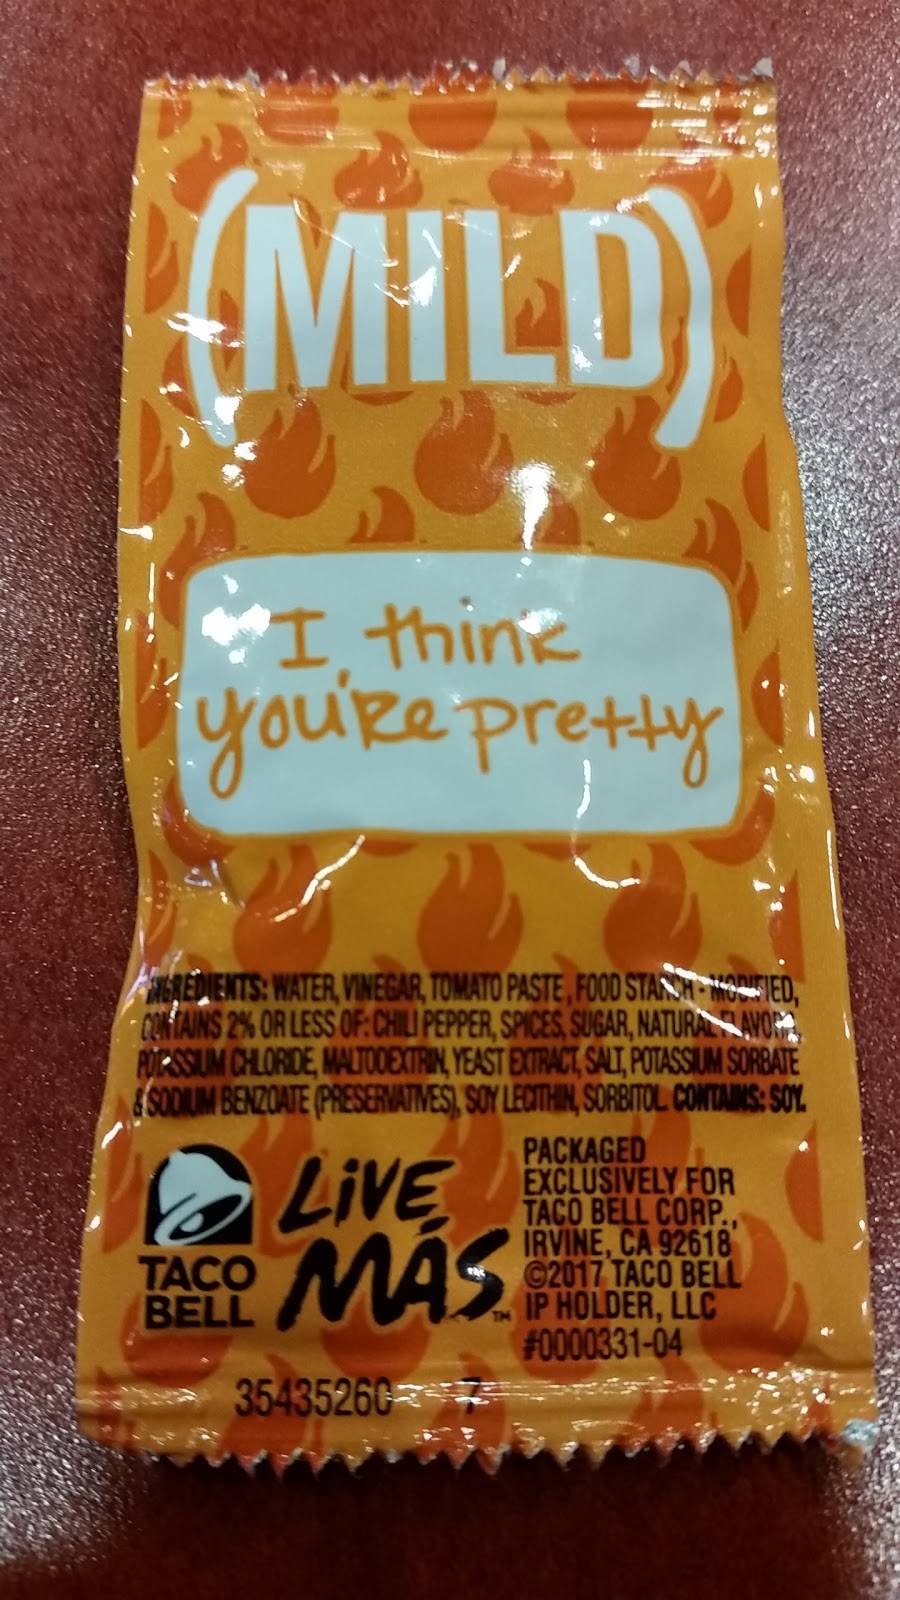 (MILD)
I think
you're pretty
INGREDIENTS: WATER, VINEGAR, TOMATO PASTE, FOOD STARCH - MODIFIED,
CONTAINS 2% OR LESS OF: CHILI PEPPER, SPICES, SUGAR, NATURAL FLAVORS,
POTASSIUM CHLORIDE, MALTODEXTRIN, YEAST EXTRACT, SALT, POTASSIUM SORBATE
& SODIUM BENZOATE (PRESERVATIVES), SOY LECITHIN, SORBITOL. CONTAINS: SOY.
TACO
BELL
LIVE
MÁS™
PACKAGED
EXCLUSIVELY FOR
TACO BELL CORP.,
IRVINE, CA 92618
©2017 TACO BELL
IP HOLDER, LLC
#0000331-04
35435260 7